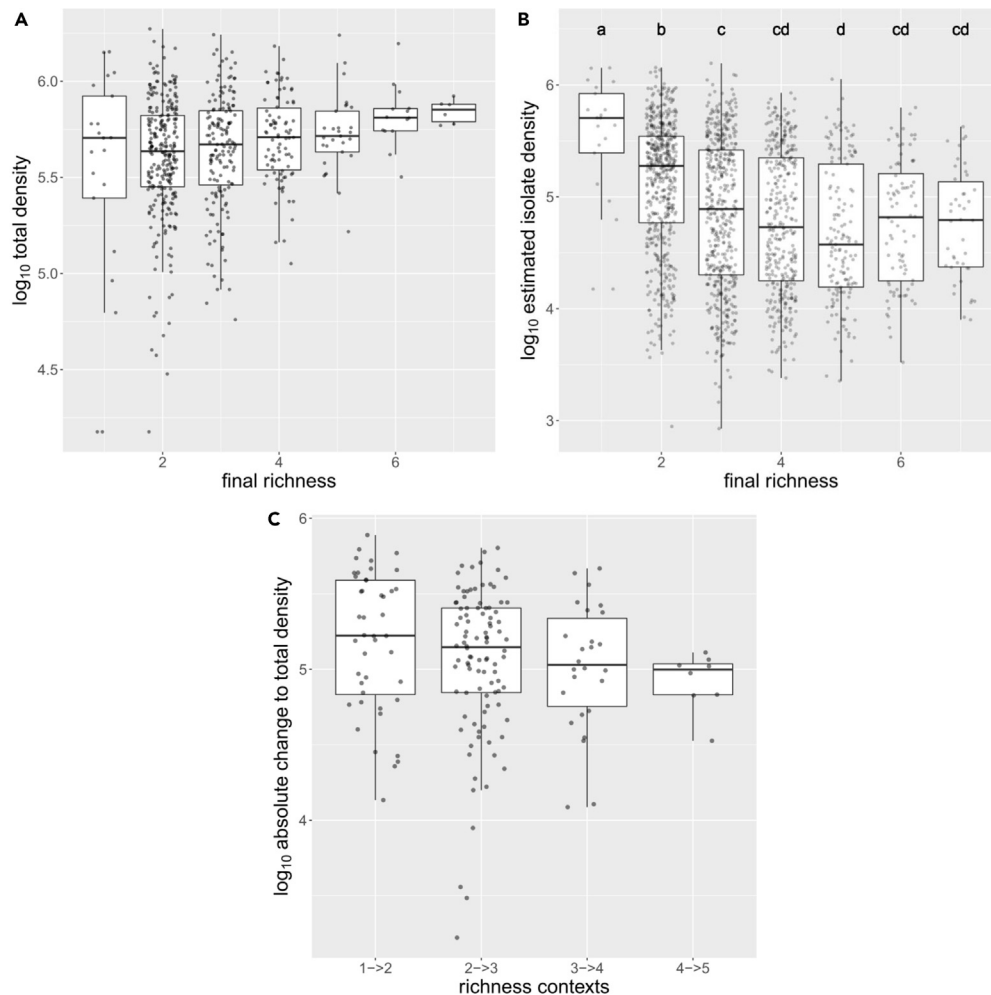 A
log10 total density
6.0
5.5
5.0
4.5
2
4
6
final richness
B
log10 estimated isolate density
a b c cd d cd cd
6
5
4
3
2
4
6
final richness
C
log10 absolute change to total density
6
5
4
1->2 2->3 3->4 4->5
richness contexts